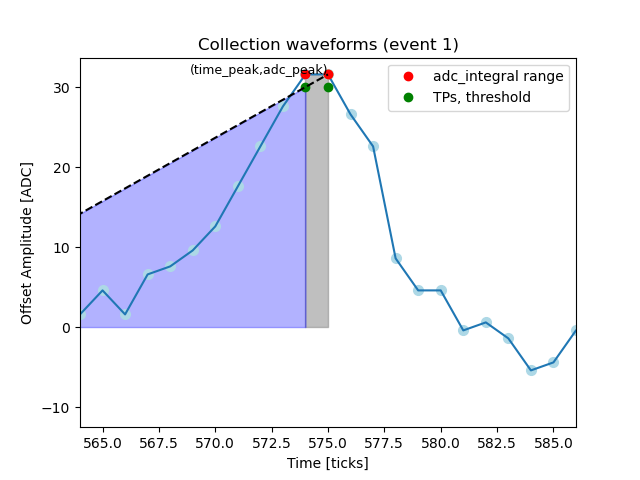 Collection waveforms (event 1)
(time_peak,adc_peak)
adc_integral range
TPs, threshold
Offset Amplitude [ADC]
30
20
10
0
−10
565.0 567.5 570.0 572.5 575.0 577.5 580.0 582.5 585.0
Time [ticks]